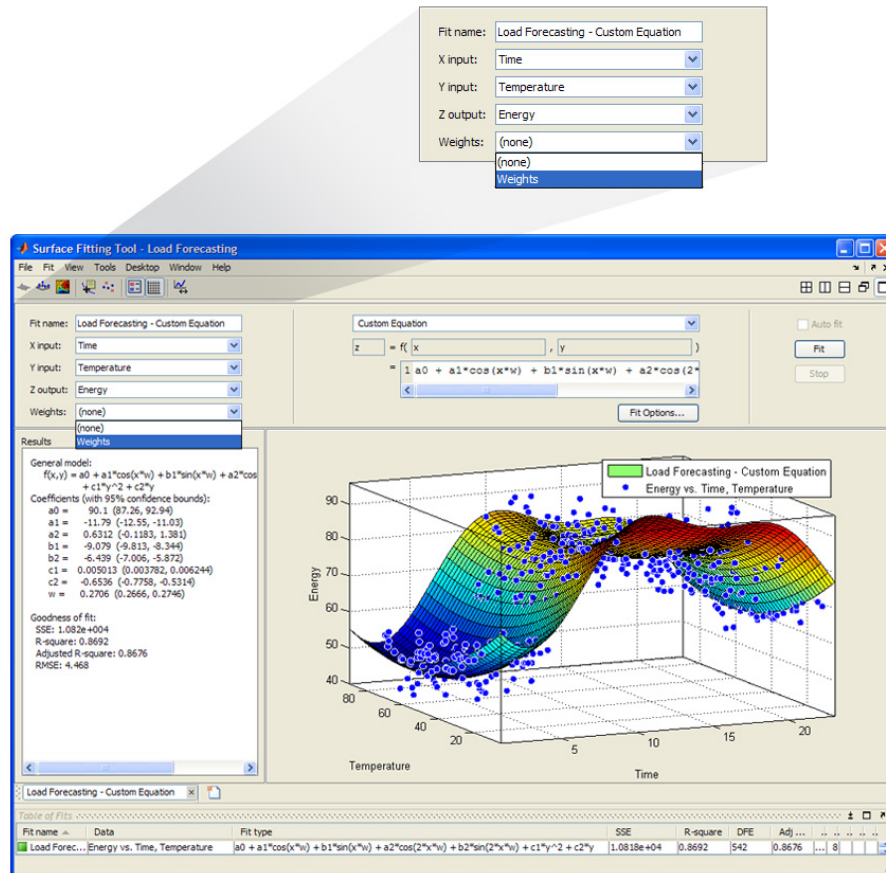 Fit name: Load Forecasting - Custom Equation
X input: Time
Y input: Temperature
Z output: Energy
Weights: (none)
(none)
Weights
Surface Fitting Tool - Load Forecasting
File Fit View Tools Desktop Window Help
Fit name: Load Forecasting - Custom Equation
X input: Time
Y input: Temperature
Z output: Energy
Weights: (none)
(none)
Weights
Custom Equation
z = f( x , y )
= 1 a0 + a1*cos(x*w) + b1*sin(x*w) + a2*cos(2*
Fit Options...
Auto fit
Fit
Stop
Results
General model:
f(x,y) = a0 + a1*cos(x*w) + b1*sin(x*w) + a2*cos
+ c1*y^2 + c2*y
Coefficients (with 95% confidence bounds):
a0 = 90.1 (87.26, 92.94)
a1 = -11.79 (-12.55, -11.03)
a2 = 0.6312 (-0.1183, 1.381)
b1 = -9.079 (-9.813, -8.344)
b2 = -6.439 (-7.006, -5.872)
c1 = 0.005013 (0.003782, 0.006244)
c2 = -0.6536 (-0.7758, -0.5314)
w = 0.2706 (0.2666, 0.2746)
Goodness of fit:
SSE: 1.082e+004
R-square: 0.8692
Adjusted R-square: 0.8676
RMSE: 4.468
Load Forecasting - Custom Equation
Energy vs. Time, Temperature
90
80
70
60
50
40
Energy
80
60
40
20
Temperature
5
10
15
20
Time
Load Forecasting - Custom Equation
Table of Fits
Fit name Data Fit type SSE R-square DFE Adj ... .. .. .. .. ..
Load Forec... Energy vs. Time, Temperature a0 + a1*cos(x*w) + b1*sin(x*w) + a2*cos(2*x*w) + b2*sin(2*x*w) + c1*y^2 + c2*y 1.0818e+04 0.8692 542 0.8676 ... 8